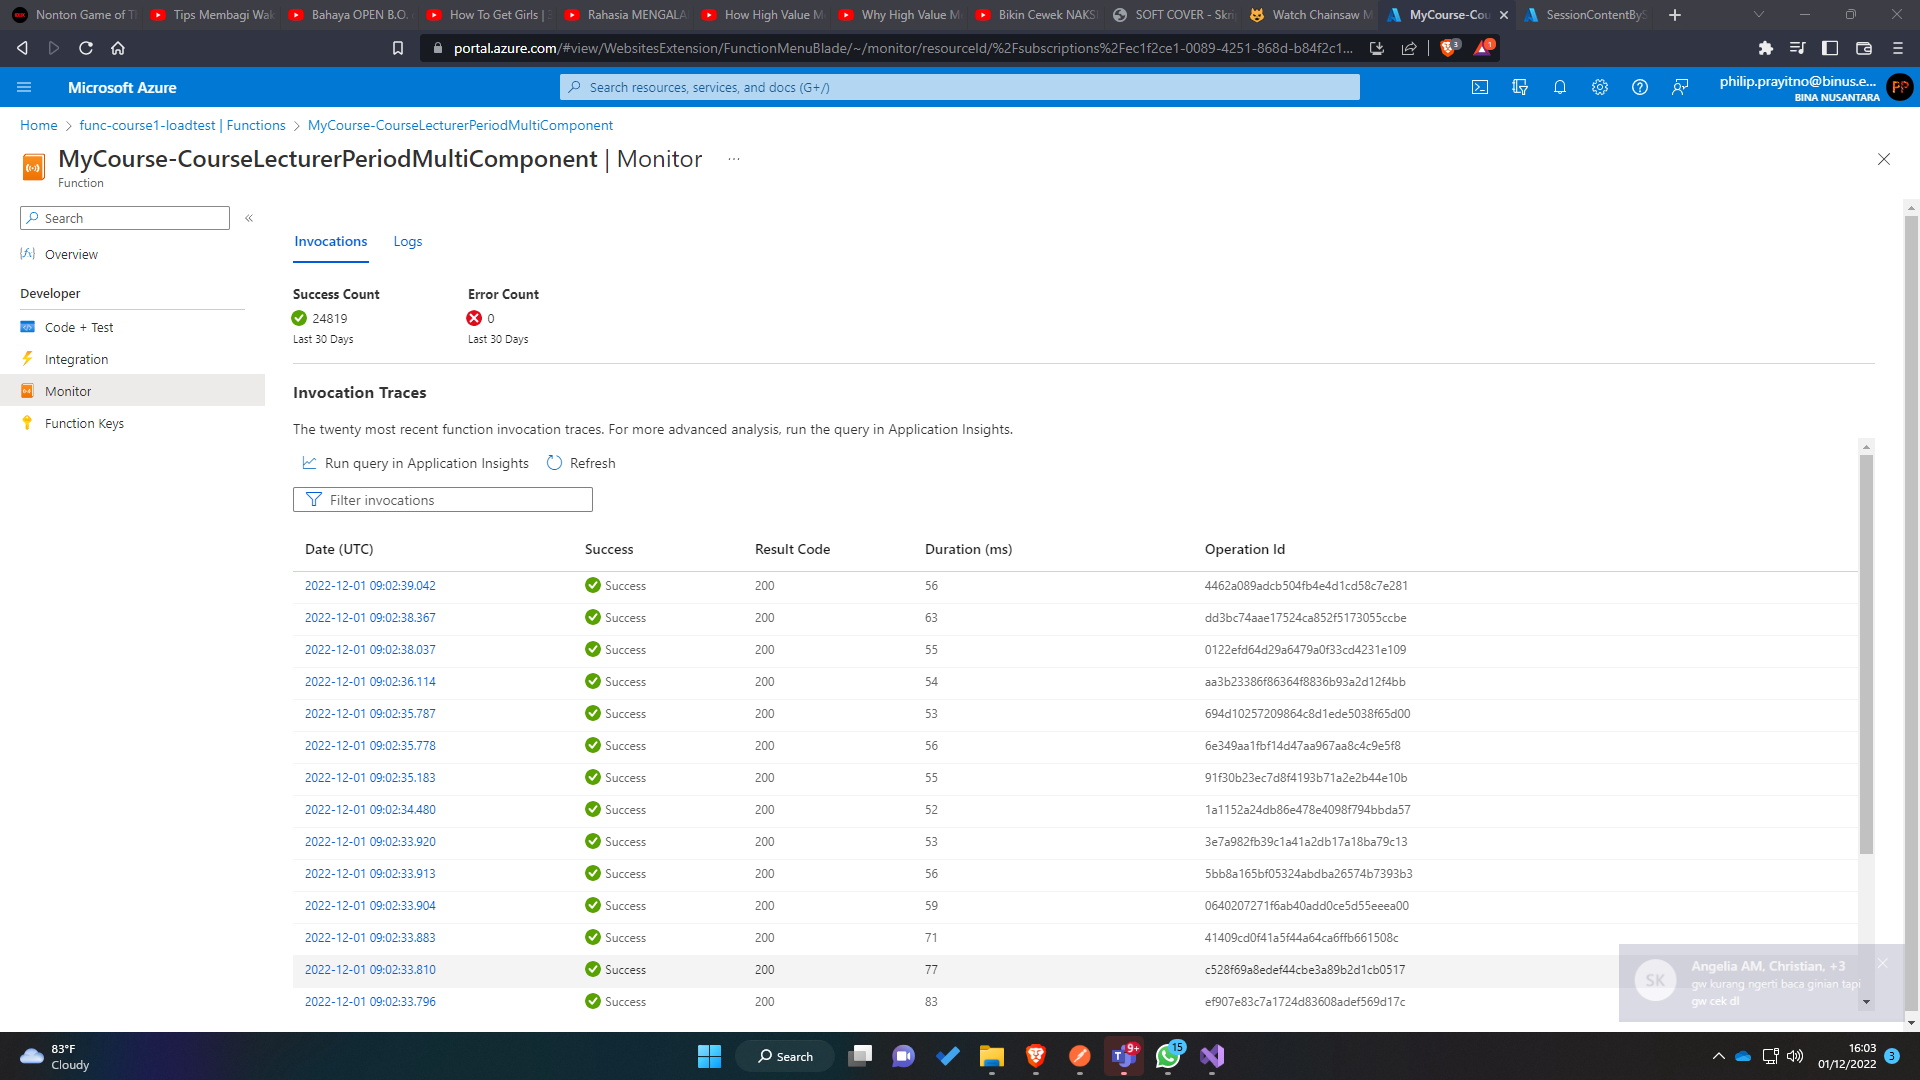 Nonton Game of Th
Tips Membagi Wak
Bahaya OPEN B.O.
How To Get Girls | 3
Rahasia MENGALA
How High Value M
Why High Value M
Bikin Cewek NAKS
SOFT COVER - Skri
Watch Chainsaw M
MyCourse-Cou
SessionContentByS
portal.azure.com/#view/WebsitesExtension/FunctionMenuBlade/~/monitor/resourceId/%2Fsubscriptions%2Fec1f2ce1-0089-4251-868d-b84f2c1...
3
1
Microsoft Azure
Search resources, services, and docs (G+/)
philip.prayitno@binus.e...
BINA NUSANTARA
PP
Home > func-course1-loadtest | Functions > MyCourse-CourseLecturerPeriodMultiComponent
MyCourse-CourseLecturerPeriodMultiComponent | Monitor ...
Function
Search
«
Overview
Developer
Code + Test
Integration
Monitor
Function Keys
Invocations
Logs
Success Count
24819
Last 30 Days
Error Count
0
Last 30 Days
Invocation Traces
The twenty most recent function invocation traces. For more advanced analysis, run the query in Application Insights.
Run query in Application Insights
Refresh
Filter invocations
Date (UTC) Success Result Code Duration (ms) Operation Id
2022-12-01 09:02:39.042 Success 200 56 4462a089adcb504fb4e4d1cd58c7e281
2022-12-01 09:02:38.367 Success 200 63 dd3bc74aae17524ca852f5173055ccbe
2022-12-01 09:02:38.037 Success 200 55 0122efd64d29a6479a0f33cd4231e109
2022-12-01 09:02:36.114 Success 200 54 aa3b23386f86364f8836b93a2d12f4bb
2022-12-01 09:02:35.787 Success 200 53 694d10257209864c8d1ede5038f65d00
2022-12-01 09:02:35.778 Success 200 56 6e349aa1fbf14d47aa967aa8c4c9e5f8
2022-12-01 09:02:35.183 Success 200 55 91f30b23ec7d8f4193b71a2e2b44e10b
2022-12-01 09:02:34.480 Success 200 52 1a1152a24db86e478e4098f794bbda57
2022-12-01 09:02:33.920 Success 200 53 3e7a982fb39c1a41a2db17a18ba79c13
2022-12-01 09:02:33.913 Success 200 56 5bb8a165bf05324abdba26574b7393b3
2022-12-01 09:02:33.904 Success 200 59 0640207271f6ab40add0ce5d55eeea00
2022-12-01 09:02:33.883 Success 200 71 41409cd0f41a5f44a64ca6ffb661508c
2022-12-01 09:02:33.810 Success 200 77 c528f69a8edef44cbe3a89b2d1cb0517
2022-12-01 09:02:33.796 Success 200 83 ef907e83c7a1724d83608adef569d17c
SK
Angelia AM, Christian, +3
gw kurang ngerti baca ginian tapi
gw cek dl
83°F
Cloudy
Search
9+
15
16:03
01/12/2022
3